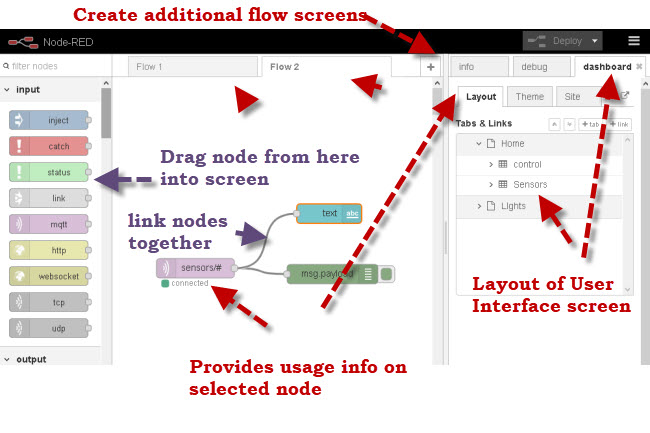 Create additional flow screens
Node-RED
Deploy
filter nodes
Flow 1
Flow 2
+
info
debug
dashboard
input
Layout
Theme
Site
Tabs & Links
+tab
+link
inject
catch
status
link
mqtt
http
websocket
tcp
udp
output
Home
control
Sensors
Lights
Drag node from here
into screen
link nodes
together
text
abc
sensors/#
connected
msg.payload
Layout of User
Interface screen
Provides usage info on
selected node